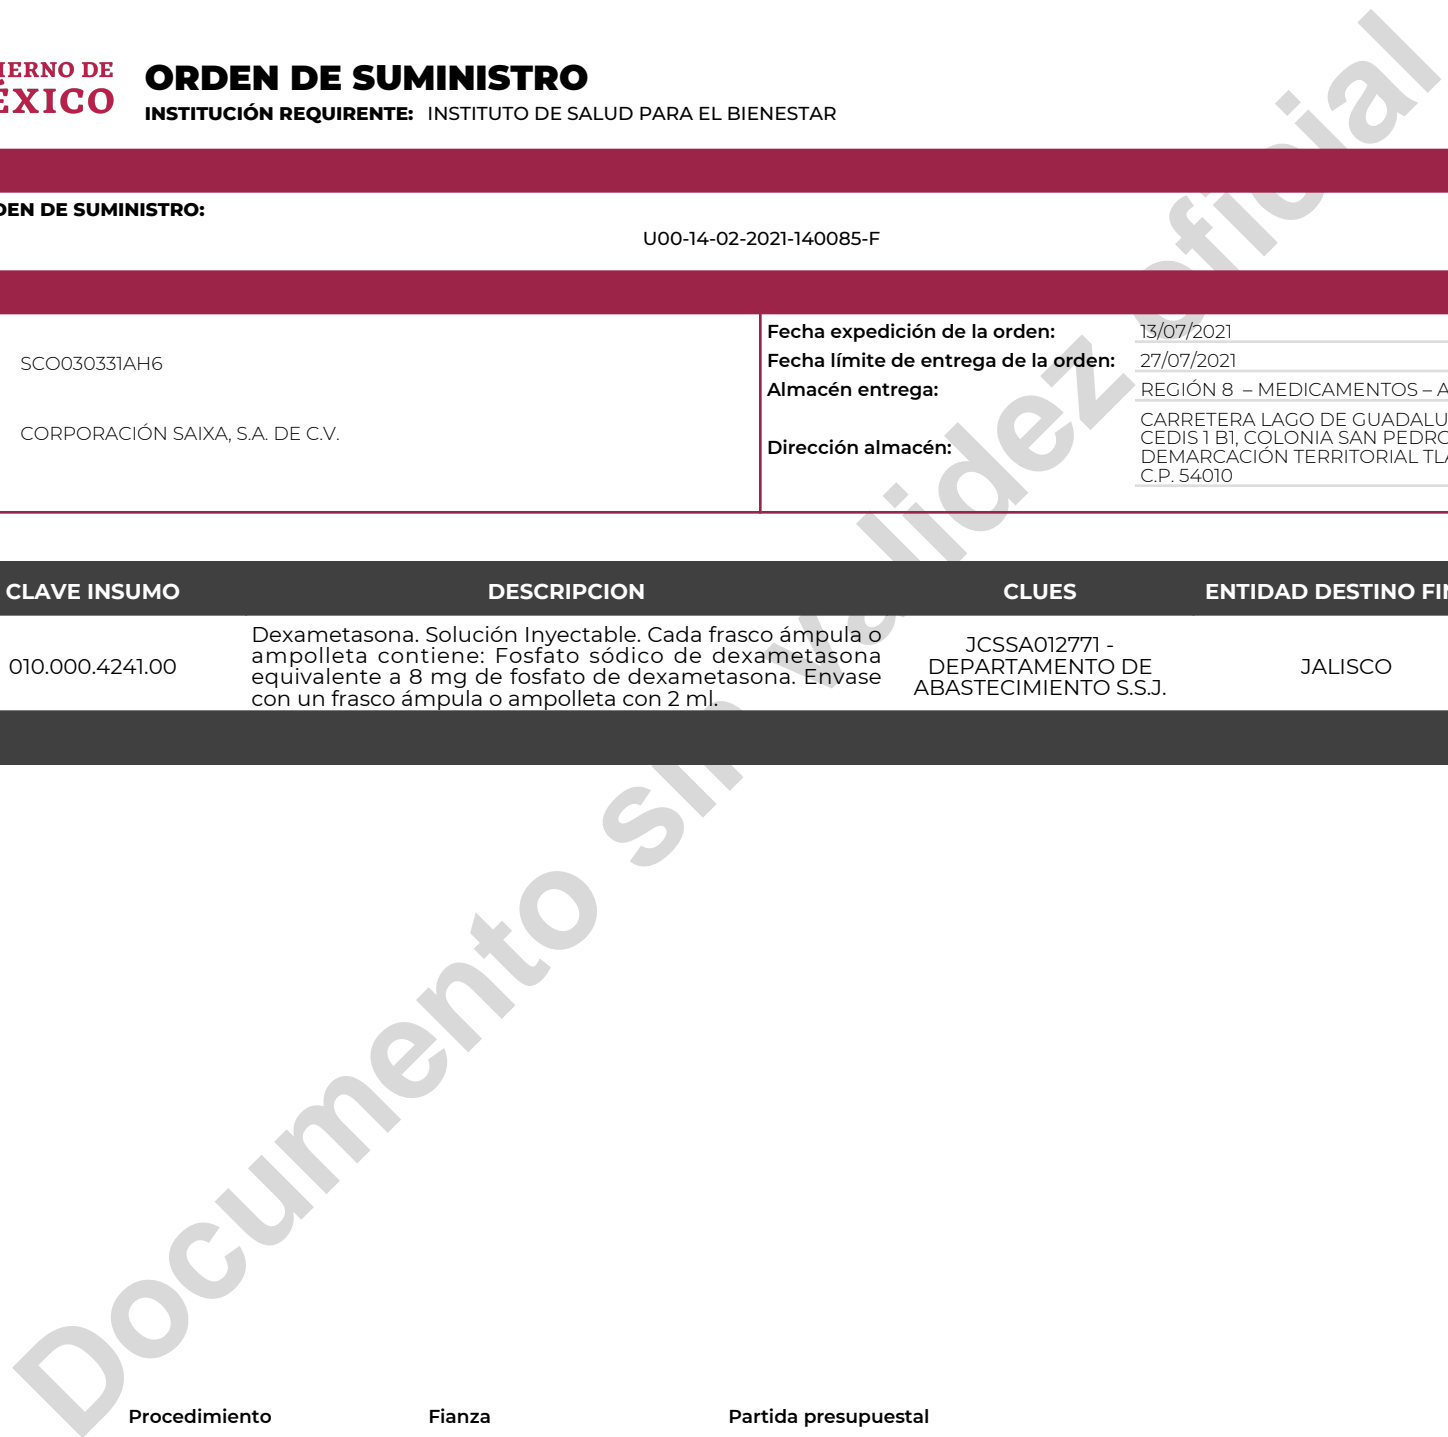 IERNO DE
ÉXICO
ORDEN DE SUMINISTRO
INSTITUCIÓN REQUIRENTE: INSTITUTO DE SALUD PARA EL BIENESTAR
DEN DE SUMINISTRO:
U00-14-02-2021-140085-F
SCO030331AH6
CORPORACIÓN SAIXA, S.A. DE C.V.
Fecha expedición de la orden: 13/07/2021
Fecha límite de entrega de la orden: 27/07/2021
Almacén entrega: REGIÓN 8 – MEDICAMENTOS – A
Dirección almacén:
CARRETERA LAGO DE GUADALU
CEDIS 1 B1, COLONIA SAN PEDRO
DEMARCACIÓN TERRITORIAL TLA
C.P. 54010
CLAVE INSUMO DESCRIPCION CLUES ENTIDAD DESTINO FIN
010.000.4241.00
Dexametasona. Solución Inyectable. Cada frasco ámpula o
ampolleta contiene: Fosfato sódico de dexametasona
equivalente a 8 mg de fosfato de dexametasona. Envase
con un frasco ámpula o ampolleta con 2 ml.
JCSSA012771 -
DEPARTAMENTO DE
ABASTECIMIENTO S.S.J.
JALISCO
Documento sin validez oficial
Procedimiento Fianza Partida presupuestal